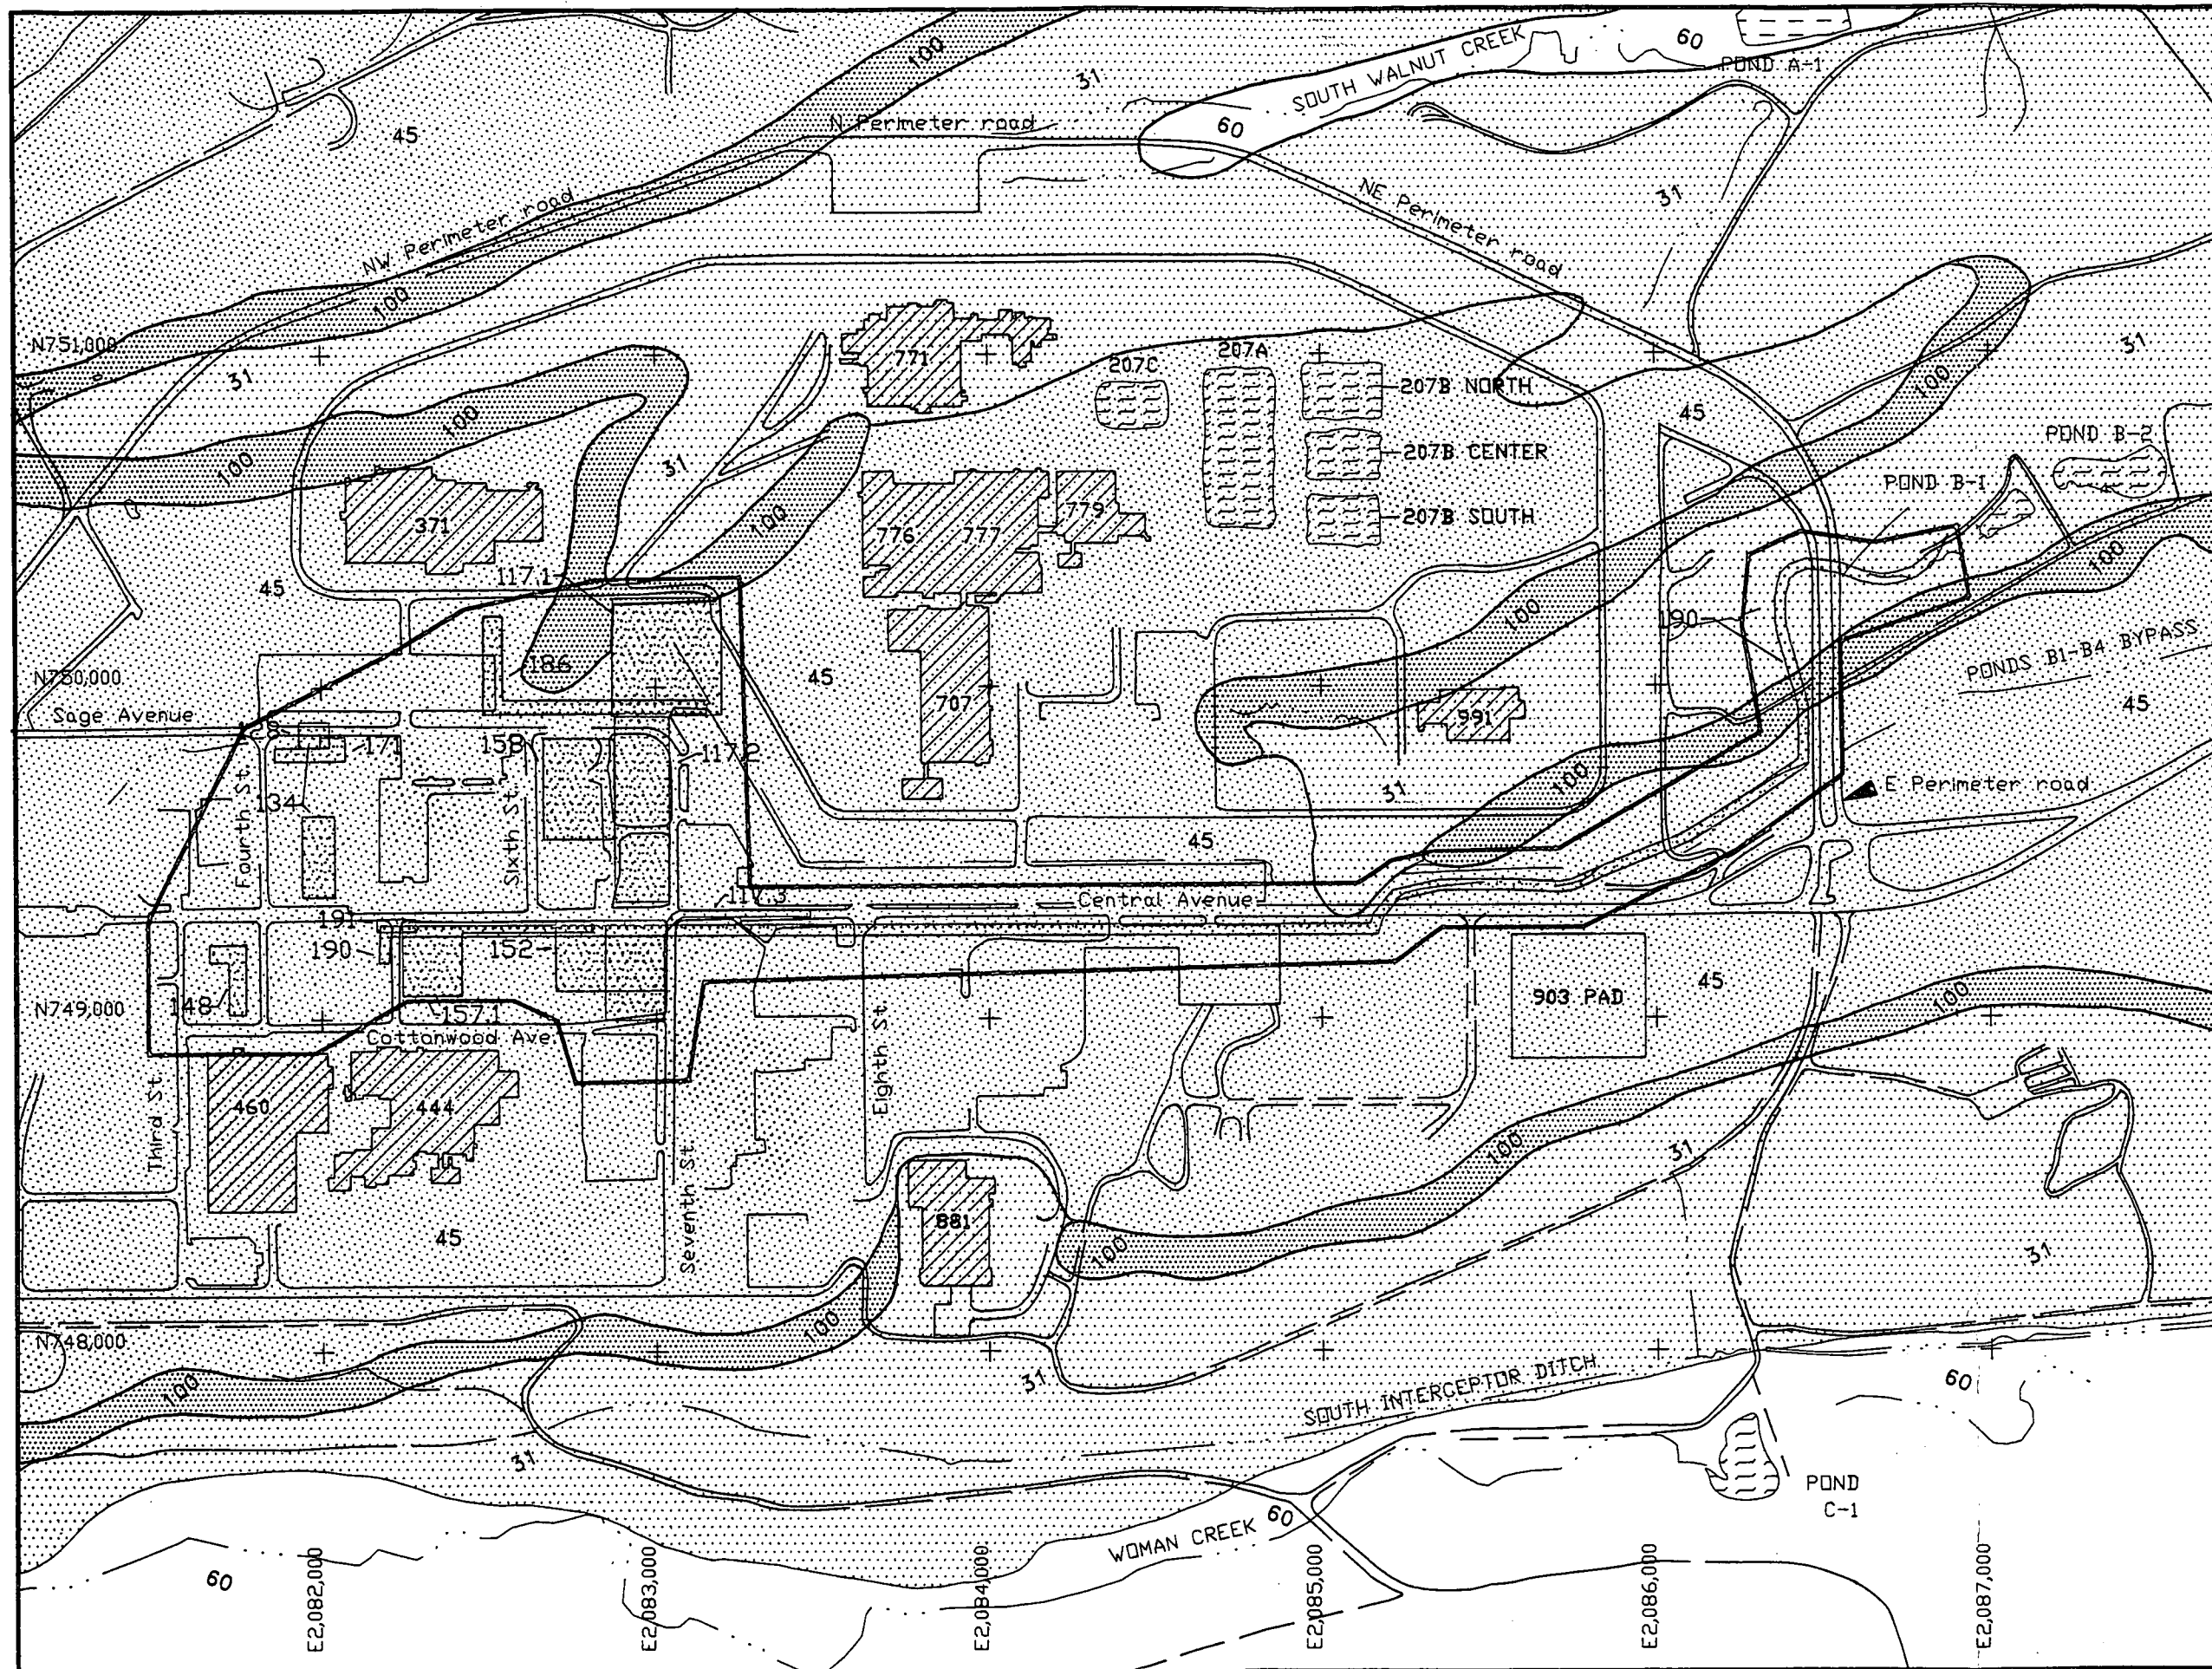 100
60
31
SOUTH WALNUT CREEK
POND A-1
45
N Perimeter road
60
NW Perimeter road
NE Perimeter road
31
100
N751,000
31
771
207C
207A
207B NORTH
31
100
100
45
POND B-2
100
31
207B CENTER
POND B-1
371
776
777
779
207B SOUTH
100
100
117.1
45
100
190
186
45
PONDS B1-B4 BYPASS
N750,000
707
Sage Avenue
991
45
171
158
117.2
100
134
31
E Perimeter road
Fourth St.
Sixth St.
45
117.3
Central Avenue
191
190
152
45
903 PAD
100
148
N749,000
157.1
Cottonwood Ave.
Third St
Eighth St.
460
444
100
31
Seventh St.
881
45
100
31
N748,000
100
100
31
SOUTH INTERCEPTOR DITCH
60
31
POND
C-1
60
WOMAN CREEK
60
E2,082,000
E2,083,000
E2,084,000
E2,085,000
E2,086,000
E2,087,000